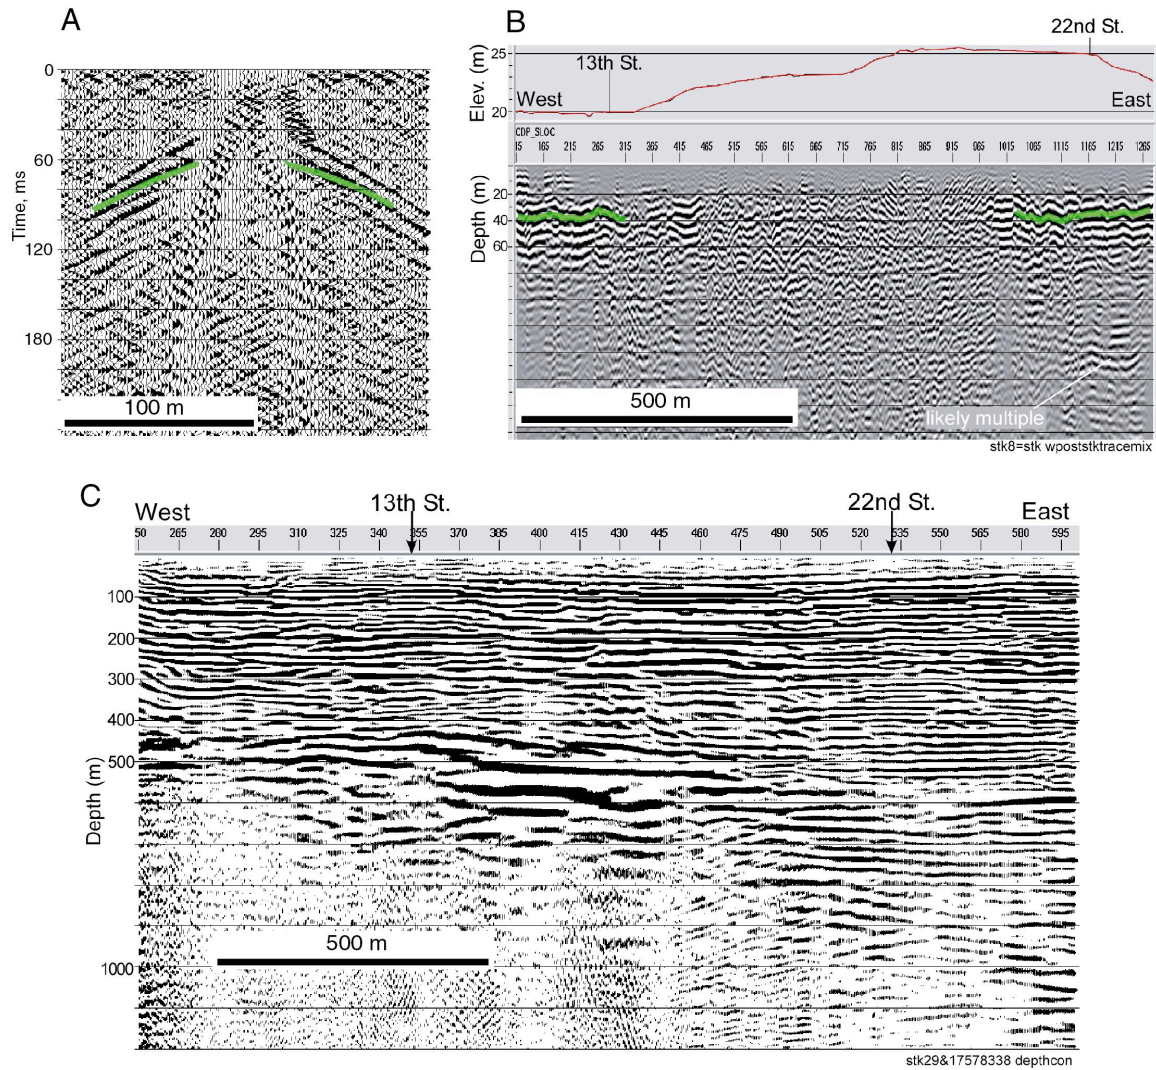 A
0
60
120
180
Time, ms
100 m
B
22nd St.
25
13th St.
Elev. (m)
West
East
20
CDP_SLOC
15 165 215 265 315 365 415 465 515 565 615 665 715 765 815 865 915 965 1015 1065 1115 1165 1215 1265
20
40
60
Depth (m)
500 m
likely multiple
stk8=stk wpoststktracemix
C
West
13th St.
22nd St.
East
50 265 280 295 310 325 340 355 370 385 400 415 430 445 460 475 490 505 520 535 550 565 580 595
100
200
300
400
500
Depth (m)
500 m
1000
stk29&17578338 depthcon